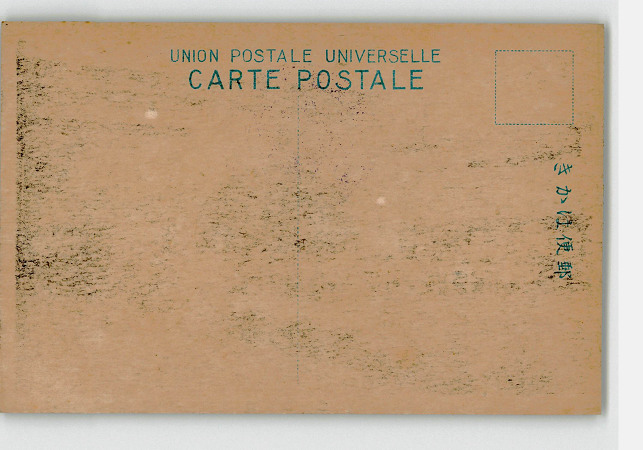 UNION POSTALE UNIVERSELLE
CARTE POSTALE
きかは便郵